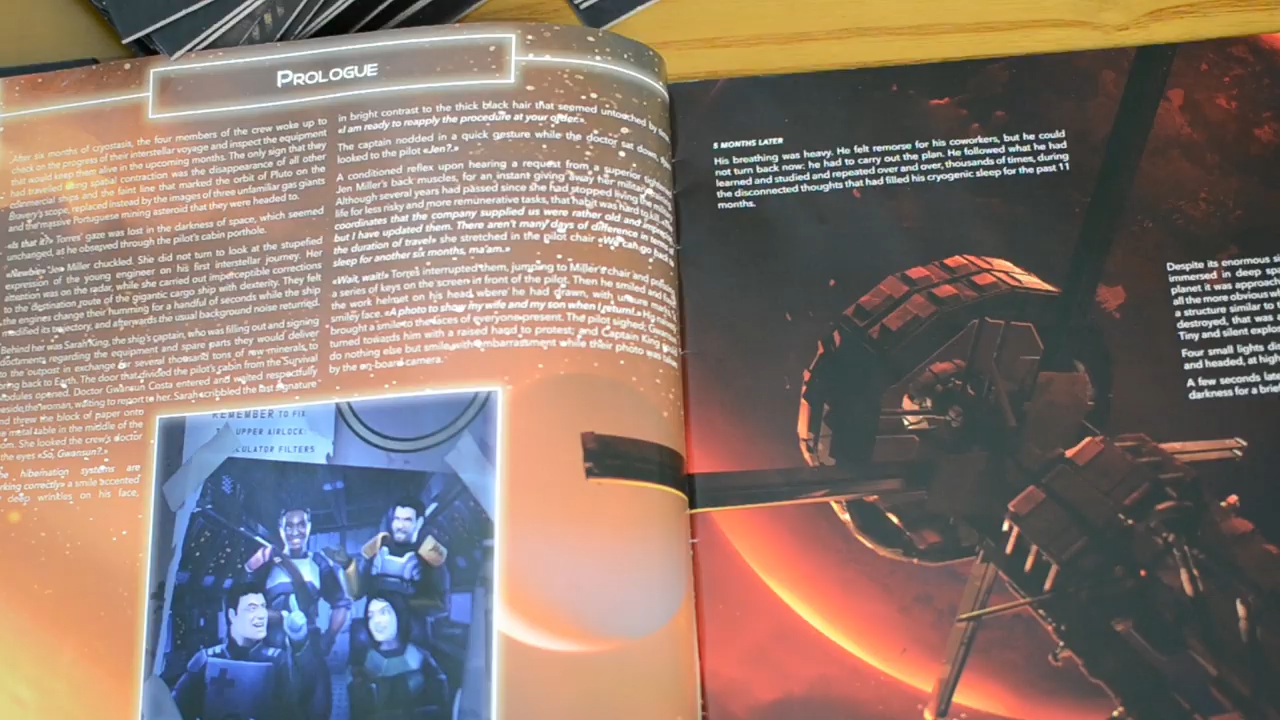 PROLOGUE
After six months of cryostasis, the four members of the crew woke up to
check on the progress of their interstellar voyage and inspect the equipment
that would keep them alive in the upcoming months. The only sign that they
had travelled using spatial contraction was the disappearance of all other
commercial ships and the faint line that marked the orbit of Pluto on the
Bravery's scope, replaced instead by the images of three unfamiliar gas giants
and the massive Portuguese mining asteroid that they were headed to.
«Is that it?» Torres' gaze was lost in the darkness of space, which seemed
unchanged, as he observed through the pilot's cabin porthole.
«Newbie» Jen Miller chuckled. She did not turn to look at the stupefied
expression of the young engineer on his first interstellar journey. Her
attention was on the radar, while she carried out imperceptible corrections
to the destination route of the gigantic cargo ship with dexterity. They felt
the engines change their humming for a handful of seconds while the ship
modified its trajectory, and afterwards the usual background noise returned.
Behind her was Sarah King, the ship's captain, who was filling out and signing
documents regarding the equipment and spare parts they would deliver
to the outpost in exchange for several thousand tons of raw minerals, to
bring back to Earth. The door that divided the pilot's cabin from the Survival
Modules opened. Doctor Gwansun Costa entered and waited respectfully
beside the woman, waiting to report to her. Sarah scribbled the last signature
and threw the block of paper onto
the metal table in the middle of the
She looked the crew's doctor
the eyes «So, Gwansun?.»
hibernation systems are
working correctly» a smile accented
deep wrinkles on his face,
in bright contrast to the thick black hair that seemed untouched by
«I am ready to reapply the procedure at your order.».
The captain nodded in a quick gesture while the doctor sat down,
looked to the pilot «Jen?.»
A conditioned reflex upon hearing a request from a superior tightened
Jen Miller's back muscles, for an instant giving away her military
Although several years had passed since she had stopped living the
life for less risky and more remunerative tasks, that habit was hard to
coordinates that the company supplied us were rather old and
but I have updated them. There aren't many days of difference in
the duration of travel» she stretched in the pilot chair «We can go back
sleep for another six months, ma'am.»
«Wait, wait!» Torres interrupted them, jumping to Miller's chair and
a series of keys on the screen in front of the pilot. Then he smiled and
the work helmet on his head, where he had drawn, with unsure
smiley face. «A photo to show my wife and my son when I return!.» His
brought a smile to the faces of everyone present. The pilot sighed;
turned towards him with a raised hand to protest; and Captain King
do nothing else but smile with embarrassment while their photo was
by the on-board camera.
REMEMBER TO FIX
UPPER AIRLOCK:
FILTERS
5 MONTHS LATER
His breathing was heavy. He felt remorse for his coworkers, but he could
not turn back now: he had to carry out the plan. He followed what he had
learned and studied and repeated over and over, thousands of times, during
the disconnected thoughts that had filled his cryogenic sleep for the past 11
months.
Despite its enormous
immersed in deep
planet it was
all the more obvious
a structure similar to
destroyed, that was
Tiny and silent
Four small lights
and headed, at
A few seconds
darkness for a